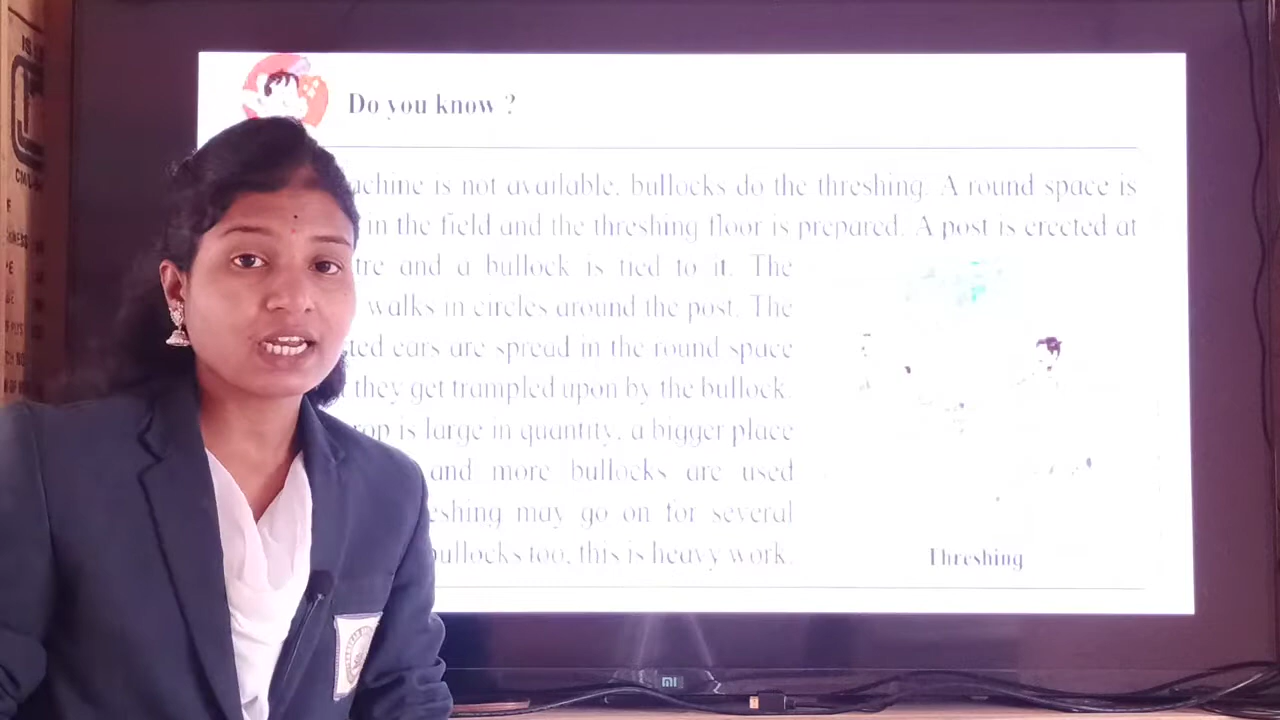 Do you know ?
achine is not available, bullocks do the threshing. A round space is
in the field and the threshing floor is prepared. A post is erected at
tre and a bullock is tied to it. The
walks in circles around the post. The
ted ears are spread in the round space
they get trampled upon by the bullock.
rop is large in quantity, a bigger place
and more bullocks are used
eshing may go on for several
bullocks too, this is heavy work.
Threshing
mi
IS